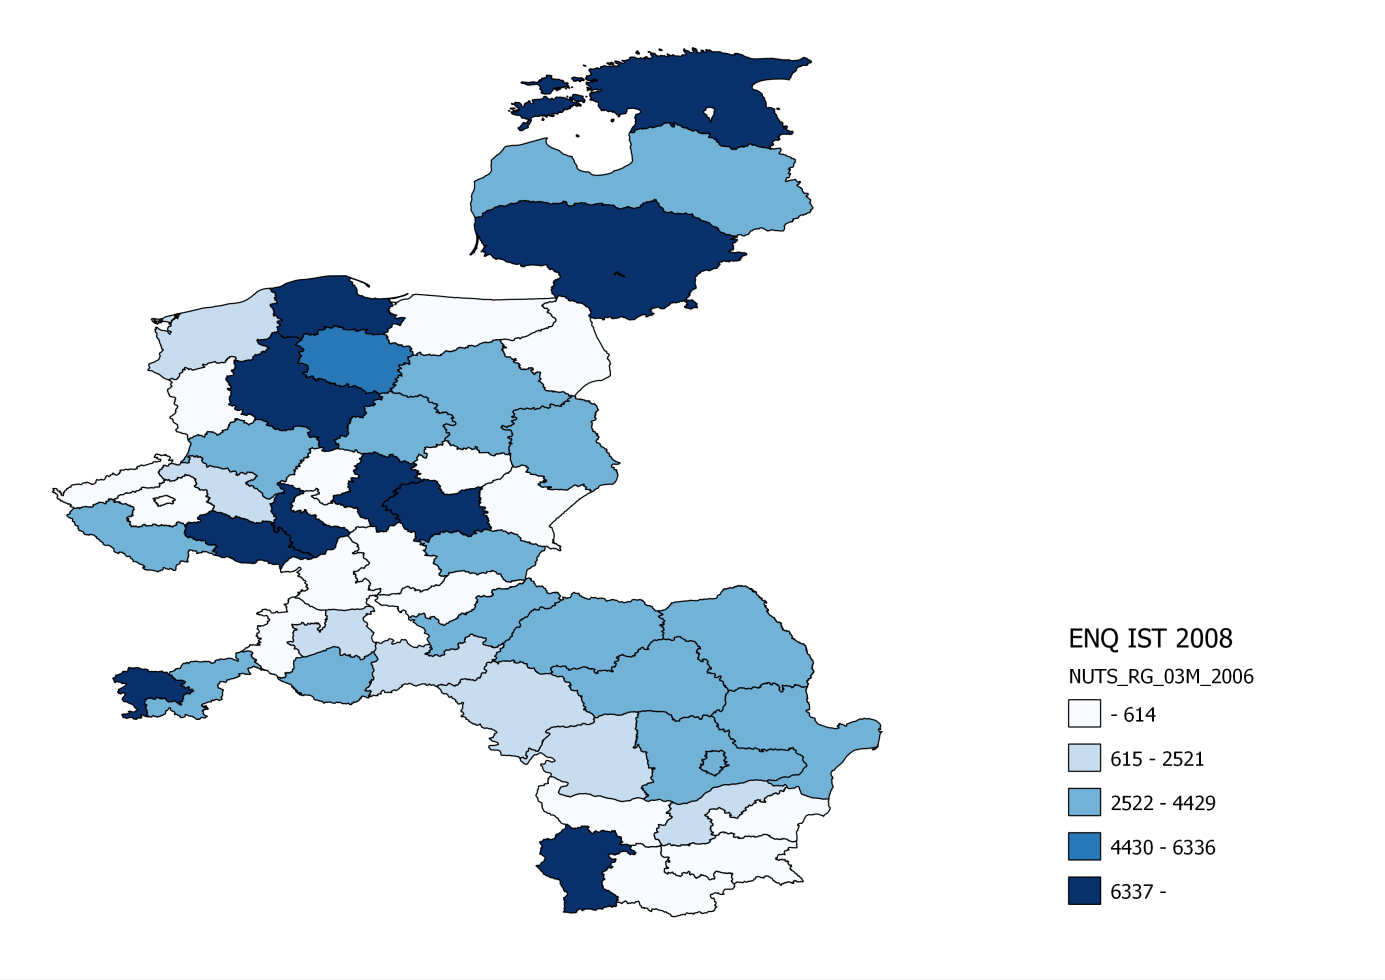 ENQ IST 2008
NUTS_RG_03M_2006
- 614
615 - 2521
2522 - 4429
4430 - 6336
6337 -